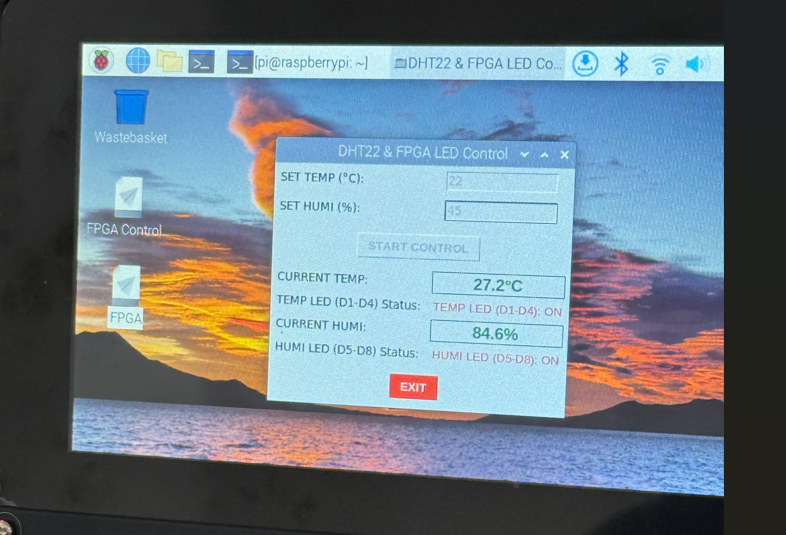 [pi@raspberrypi: ~]
DHT22 & FPGA LED Co...
Wastebasket
FPGA Control
FPGA
DHT22 & FPGA LED Control
SET TEMP (°C): 22
SET HUMI (%): 45
START CONTROL
CURRENT TEMP: 27.2°C
TEMP LED (D1-D4) Status: TEMP LED (D1-D4): ON
CURRENT HUMI: 84.6%
HUMI LED (D5-D8) Status: HUMI LED (D5-D8): ON
EXIT